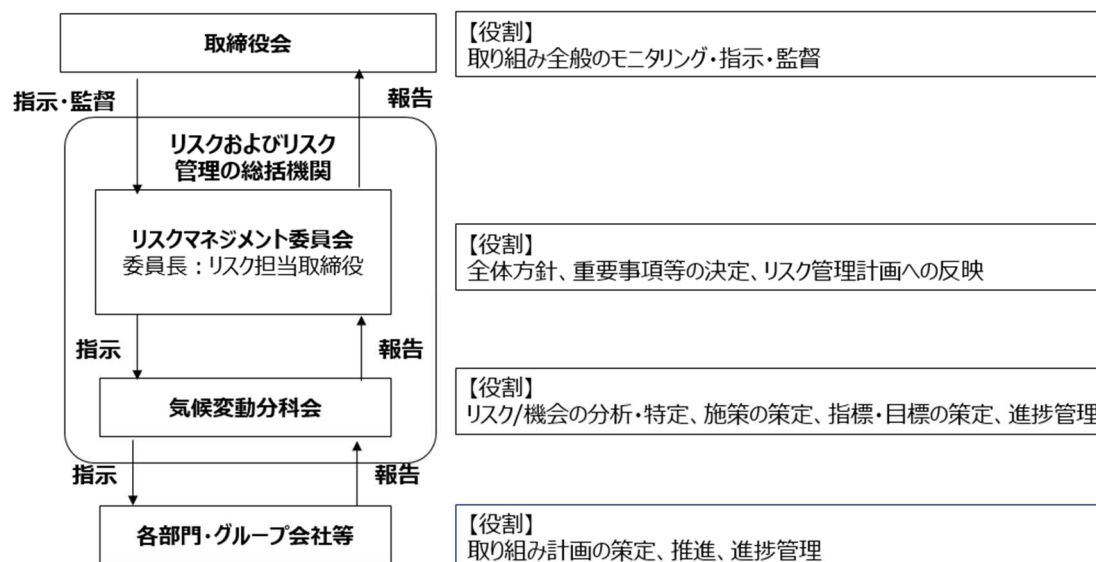 取締役会
【役割】
取り組み全般のモニタリング・指示・監督
指示・監督
報告
リスクおよびリスク
管理の総括機関
リスクマネジメント委員会
委員長：リスク担当取締役
【役割】
全体方針、重要事項等の決定、リスク管理計画への反映
指示
報告
気候変動分科会
【役割】
リスク/機会の分析・特定、施策の策定、指標・目標の策定、進捗管理
指示
報告
各部門・グループ会社等
【役割】
取り組み計画の策定、推進、進捗管理